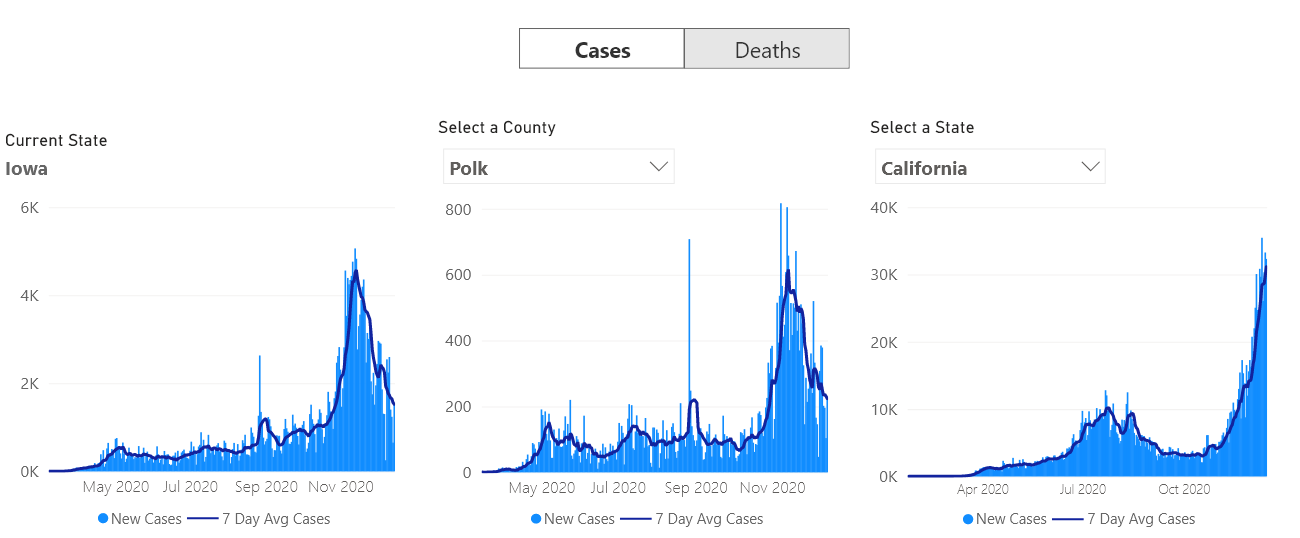 Cases Deaths
Current State
Iowa
6K
4K
2K
0K
May 2020 Jul 2020 Sep 2020 Nov 2020
New Cases 7 Day Avg Cases
Select a County
Polk
800
600
400
200
0
May 2020 Jul 2020 Sep 2020 Nov 2020
New Cases 7 Day Avg Cases
Select a State
California
40K
30K
20K
10K
0K
Apr 2020 Jul 2020 Oct 2020
New Cases 7 Day Avg Cases